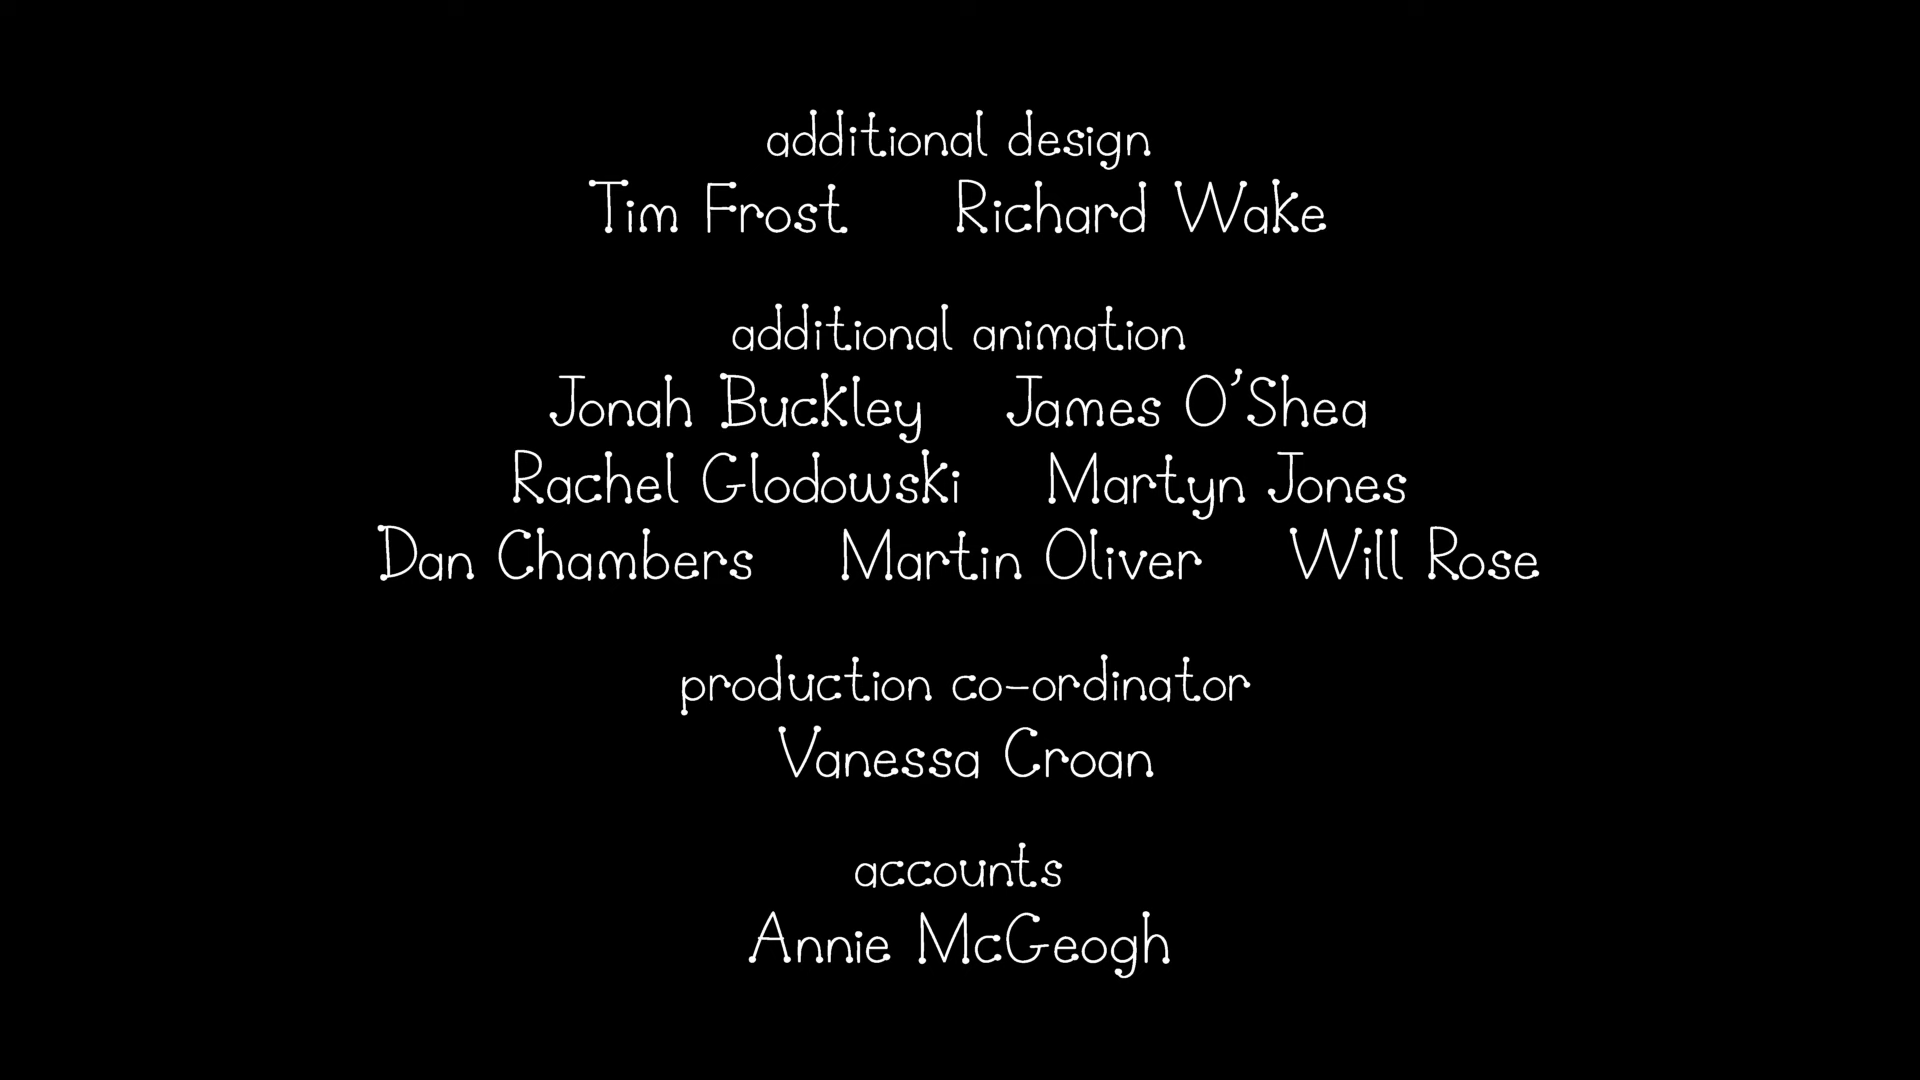 additional design
Tim Frost Richard Wake
additional animation
Jonah Buckley James O'Shea
Rachel Glodowski Martyn Jones
Dan Chambers Martin Oliver Will Rose
production co-ordinator
Vanessa Croan
accounts
Annie McGeogh